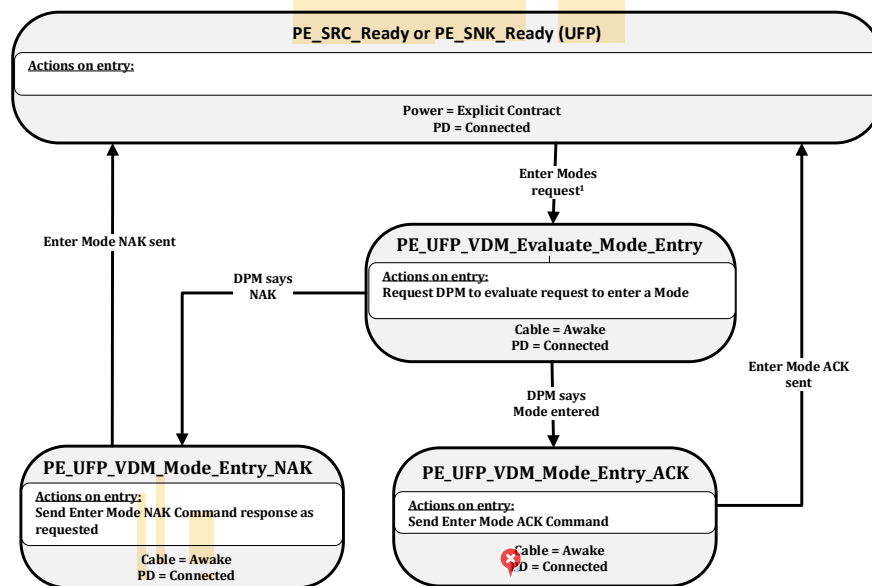 PE_SRC_Ready or PE_SNK_Ready (UFP)
Actions on entry:
Power = Explicit Contract
PD = Connected
Enter Modes
request¹
Enter Mode NAK sent
PE_UFP_VDM_Evaluate_Mode_Entry
Actions on entry:
Request DPM to evaluate request to enter a Mode
Cable = Awake
PD = Connected
DPM says
NAK
Enter Mode ACK
sent
DPM says
Mode entered
PE_UFP_VDM_Mode_Entry_NAK
Actions on entry:
Send Enter Mode NAK Command response as
requested
Cable = Awake
PD = Connected
PE_UFP_VDM_Mode_Entry_ACK
Actions on entry:
Send Enter Mode ACK Command
Cable = Awake
PD = Connected